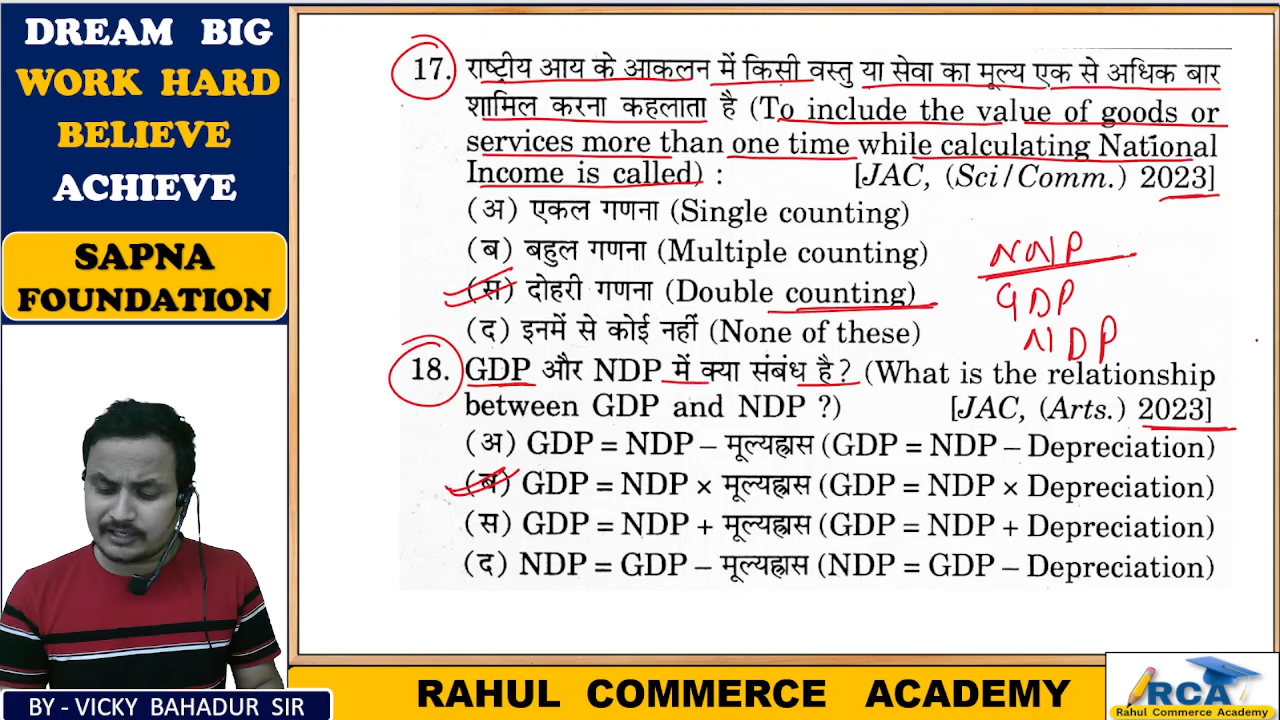 DREAM BIG
WORK HARD
BELIEVE
ACHIEVE
SAPNA
FOUNDATION
17. राष्ट्रीय आय के आकलन में किसी वस्तु या सेवा का मूल्य एक से अधिक बार
शामिल करना कहलाता है (To include the value of goods or
services more than one time while calculating National
Income is called) : [JAC, (Sci/Comm.) 2023]
(अ) एकल गणना (Single counting)
(ब) बहुल गणना (Multiple counting)
(स) दोहरी गणना (Double counting)
(द) इनमें से कोई नहीं (None of these)
NNP
GDP
NDP
18. GDP और NDP में क्या संबंध है? (What is the relationship
between GDP and NDP ?) [JAC, (Arts.) 2023]
(अ) GDP = NDP – मूल्यह्रास (GDP = NDP – Depreciation)
(ब) GDP = NDP × मूल्यह्रास (GDP = NDP × Depreciation)
(स) GDP = NDP + मूल्यह्रास (GDP = NDP + Depreciation)
(द) NDP = GDP – मूल्यह्रास (NDP = GDP – Depreciation)
BY - VICKY BAHADUR SIR
RAHUL COMMERCE ACADEMY
RCA
Rahul Commerce Academy